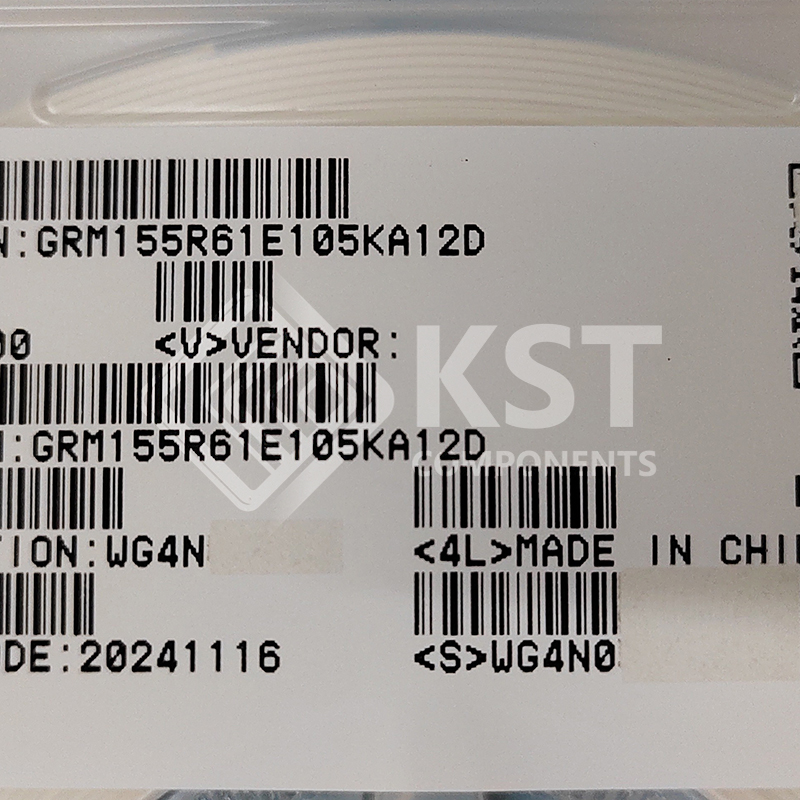 N:GRM155R61E105KA12D
00 <V>VENDOR:
N:GRM155R61E105KA12D
TION:WG4N <4L>MADE IN CHI
DE:20241116 <S>WG4N0
KST
COMPONENTS